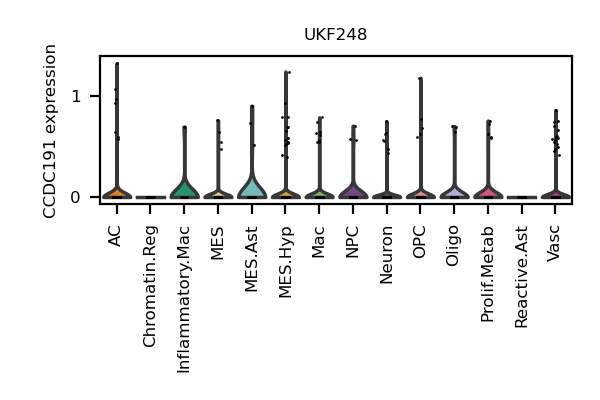 UKF248
CCDC191 expression
1
0
AC
Chromatin.Reg
Inflammatory.Mac
MES
MES.Ast
MES.Hyp
Mac
NPC
Neuron
OPC
Oligo
Prolif.Metab
Reactive.Ast
Vasc